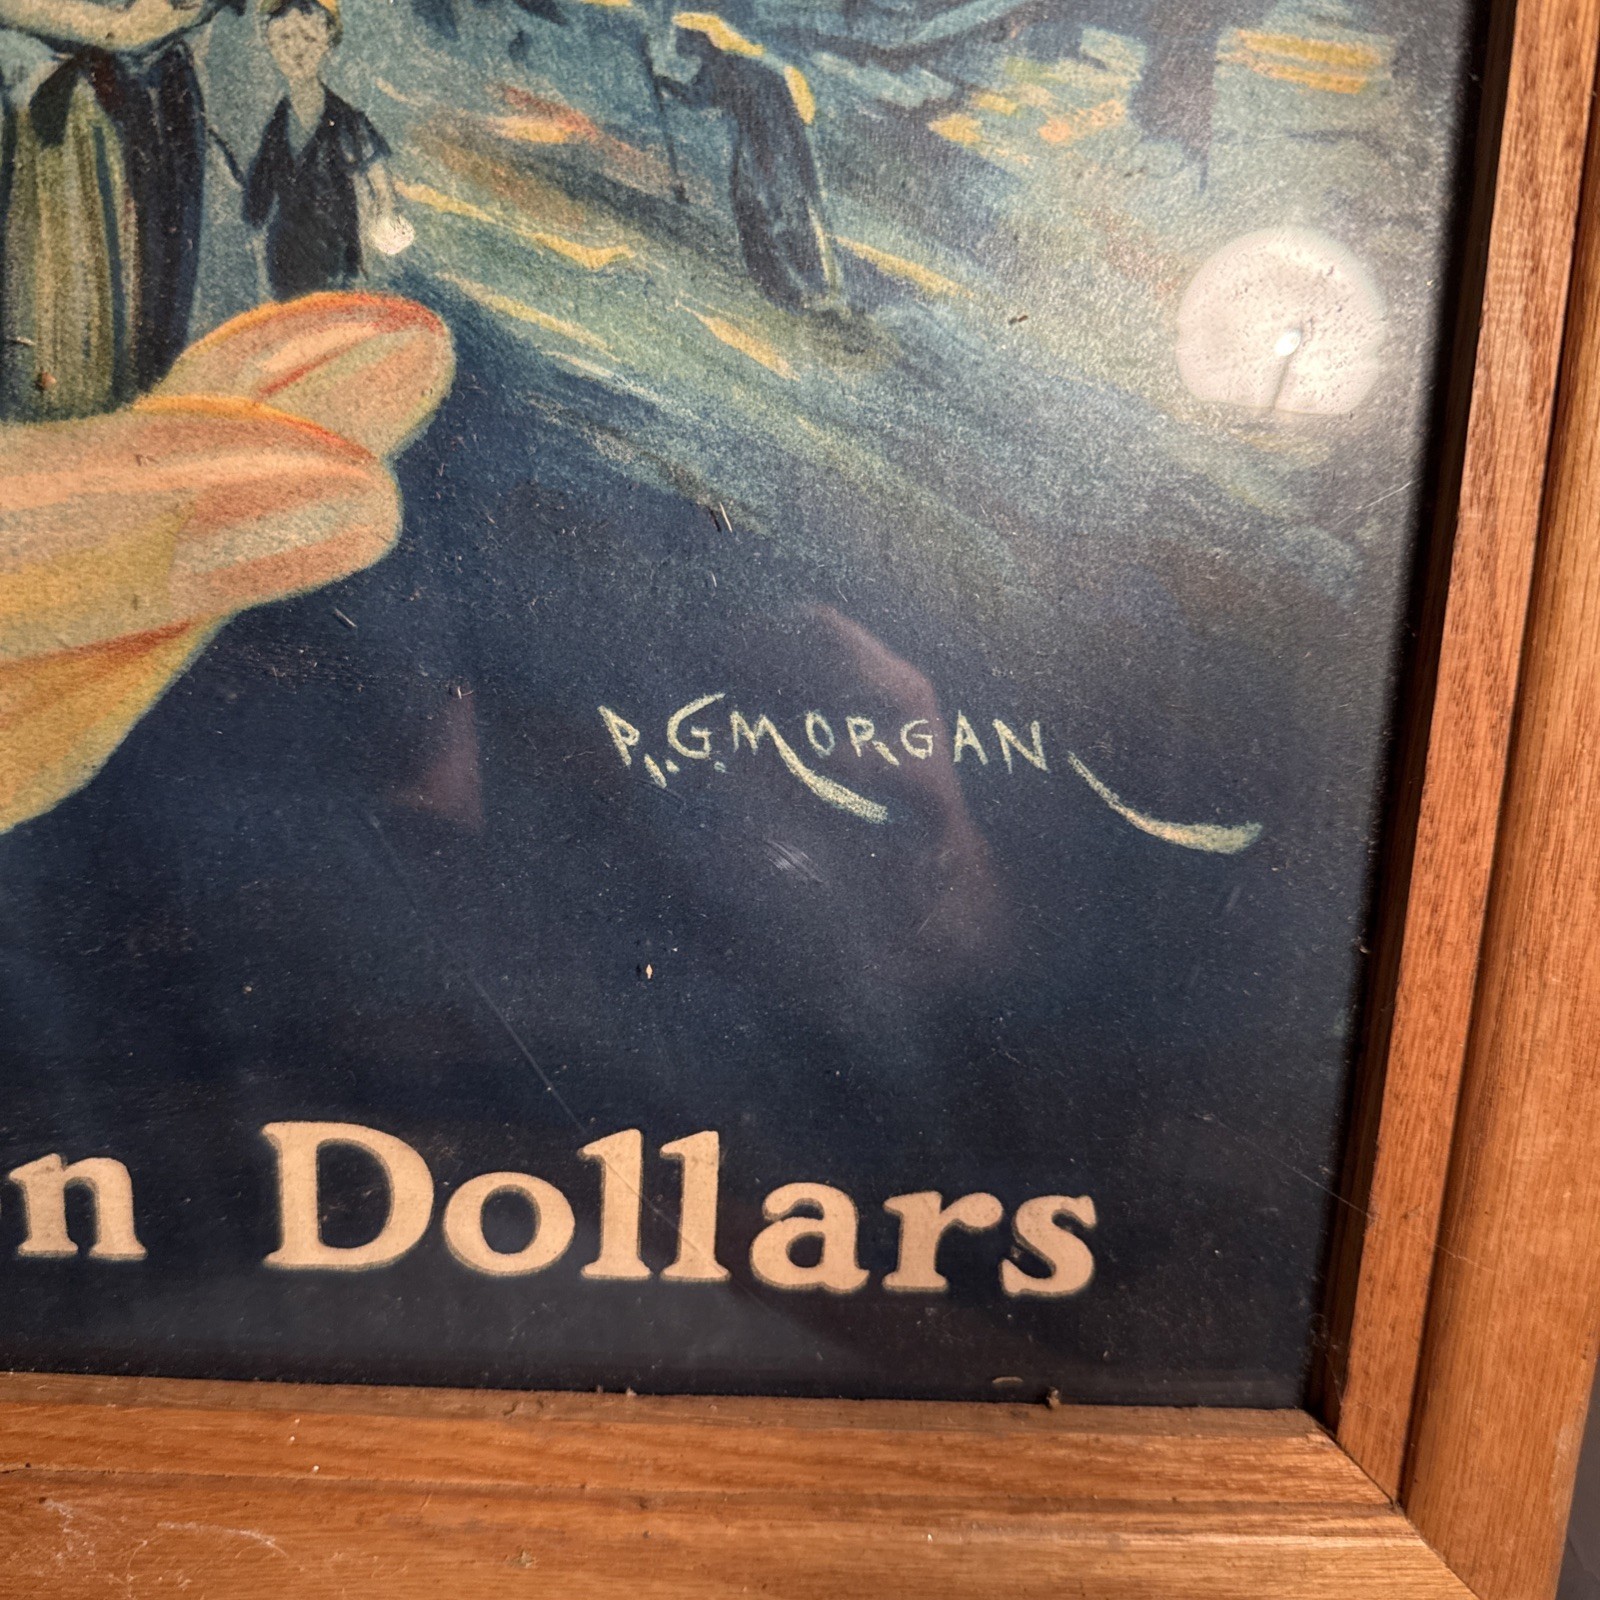 P. G. MORGAN
n Dollars